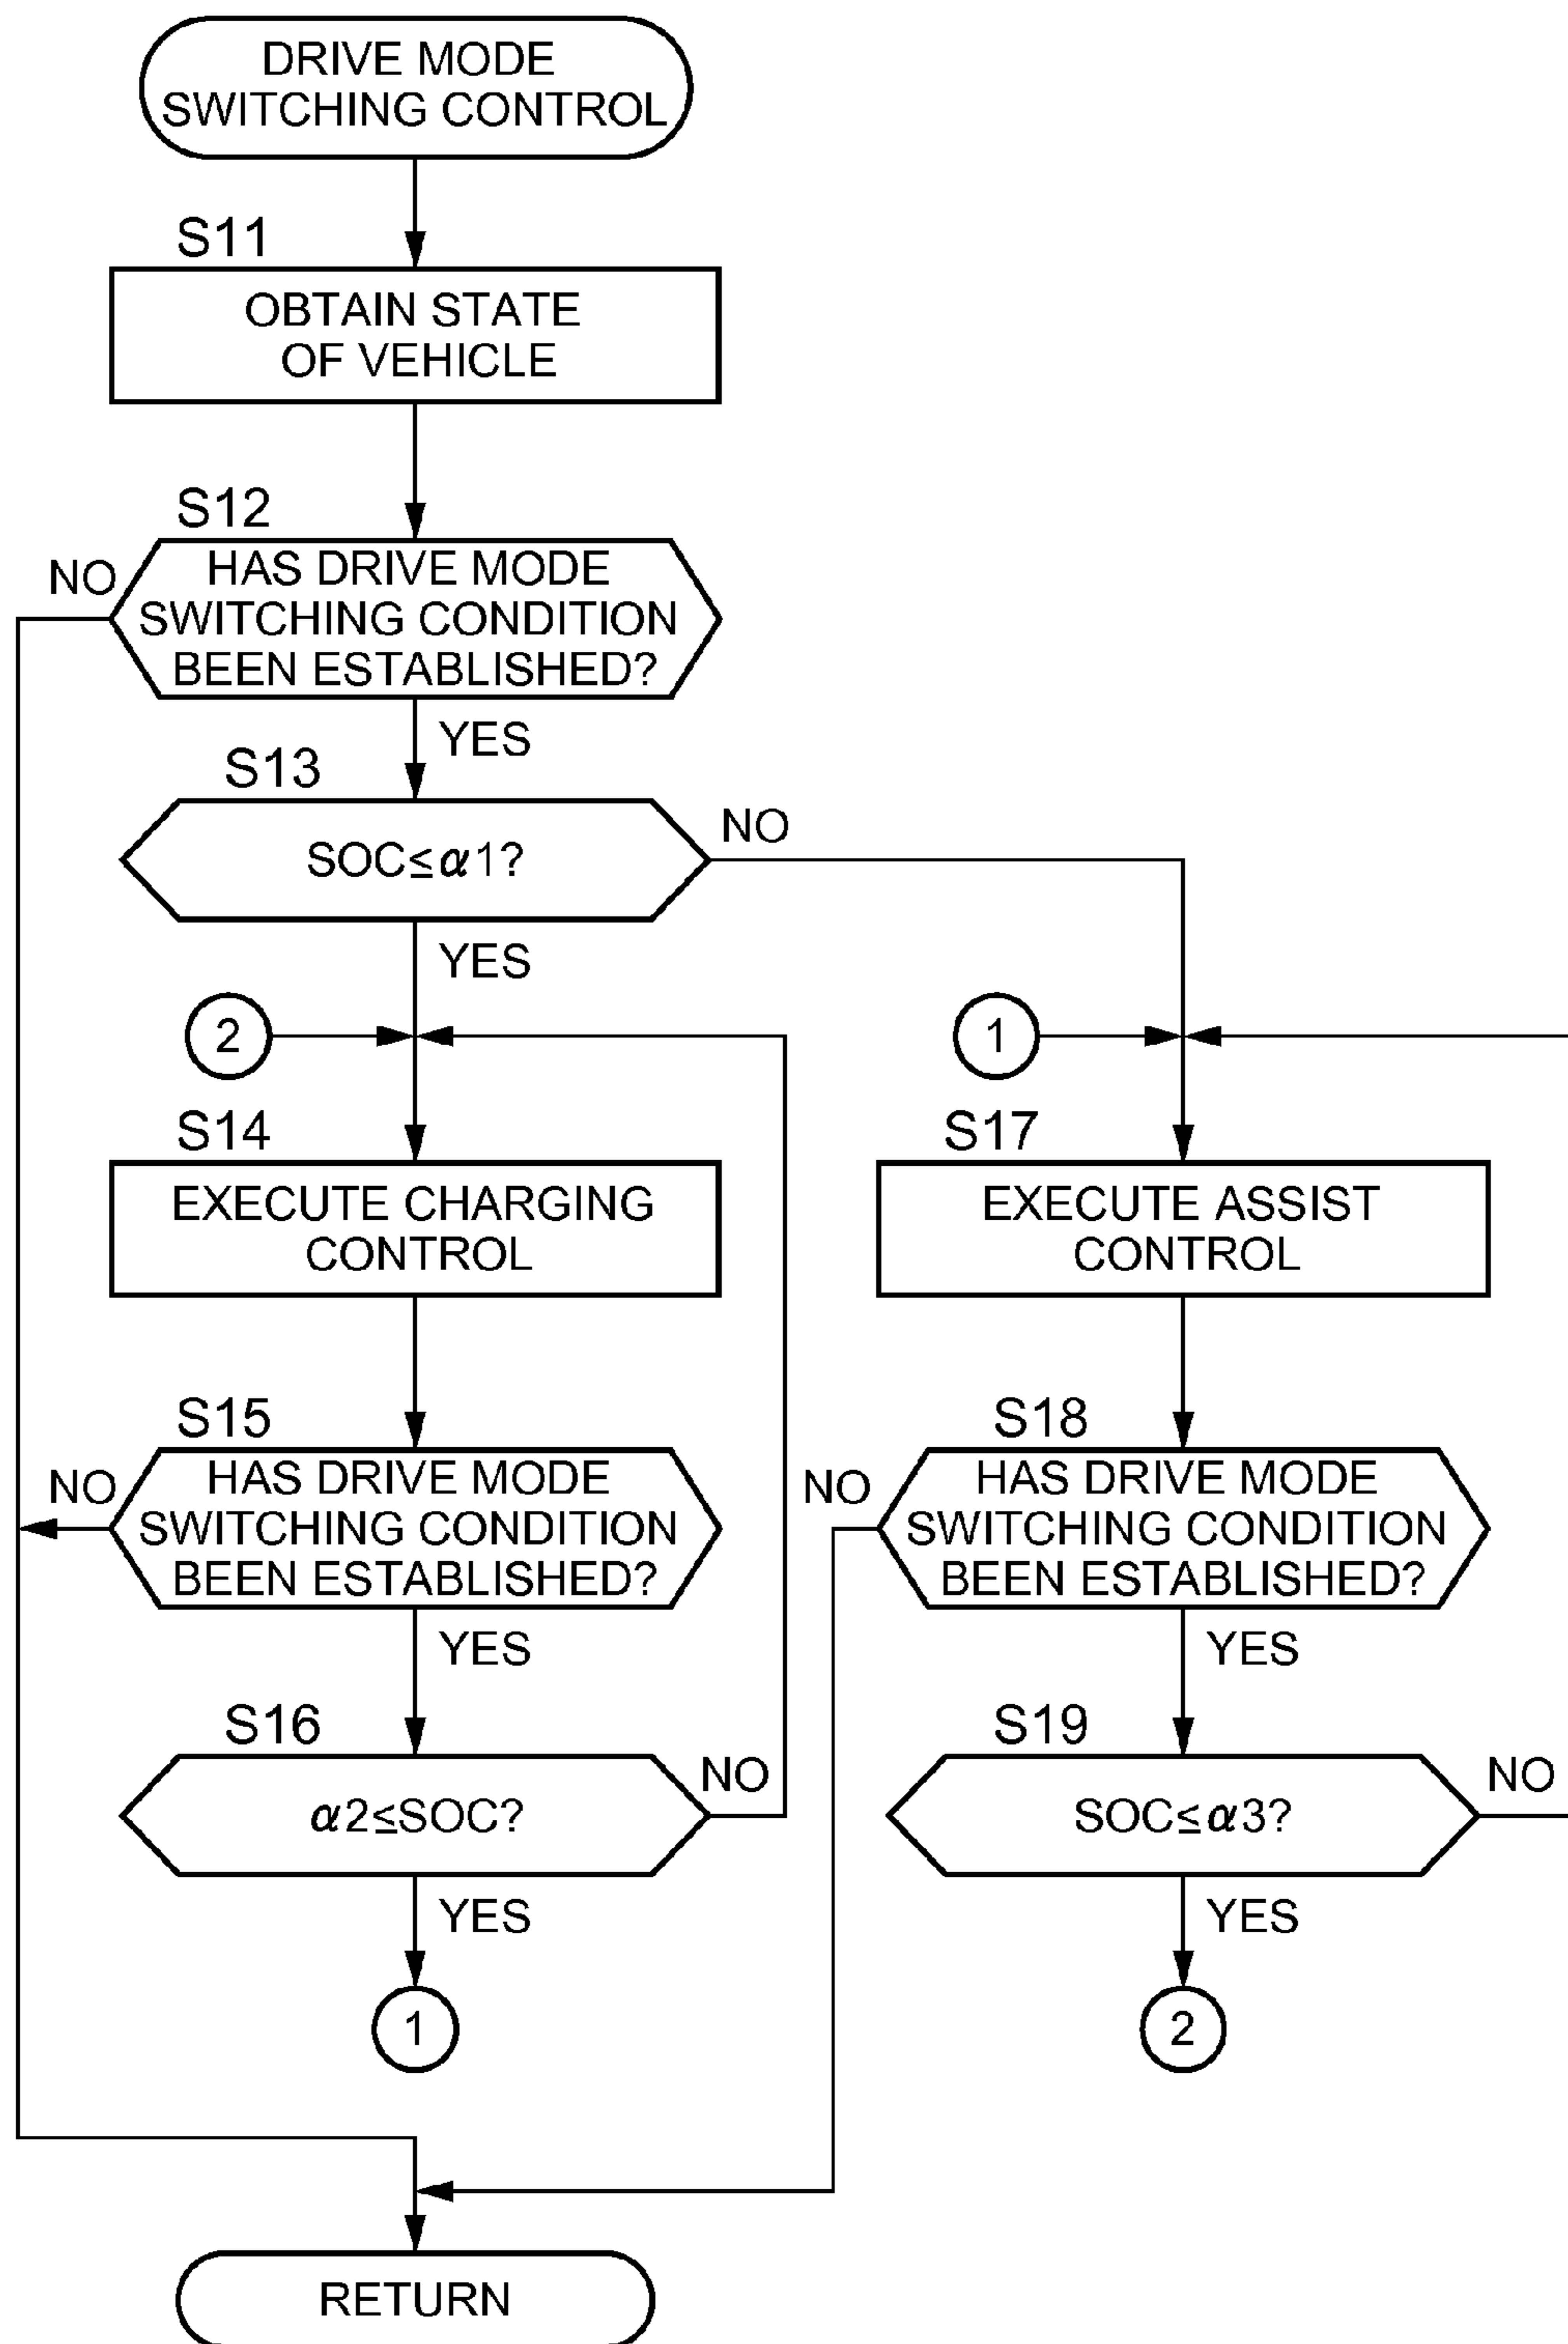 DRIVE MODE
SWITCHING CONTROL
S11
OBTAIN STATE
OF VEHICLE
S12
NO
HAS DRIVE MODE
SWITCHING CONDITION
BEEN ESTABLISHED?
YES
S13
NO
SOC≤α1?
YES
2
1
S14
EXECUTE CHARGING
CONTROL
S17
EXECUTE ASSIST
CONTROL
S15
NO
HAS DRIVE MODE
SWITCHING CONDITION
BEEN ESTABLISHED?
YES
S18
NO
HAS DRIVE MODE
SWITCHING CONDITION
BEEN ESTABLISHED?
YES
S16
NO
α2≤SOC?
YES
1
S19
NO
SOC≤α3?
YES
2
RETURN